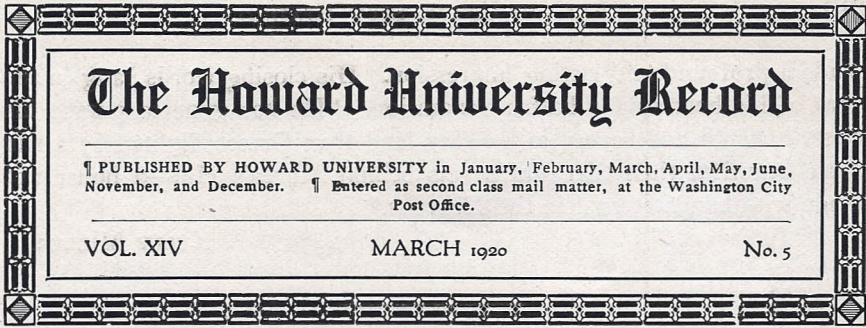 The Howard University Record
¶ PUBLISHED BY HOWARD UNIVERSITY in January, February, March, April, May, June,
November, and December. ¶ Entered as second class mail matter, at the Washington City
Post Office.
VOL. XIV MARCH 1920 No. 5